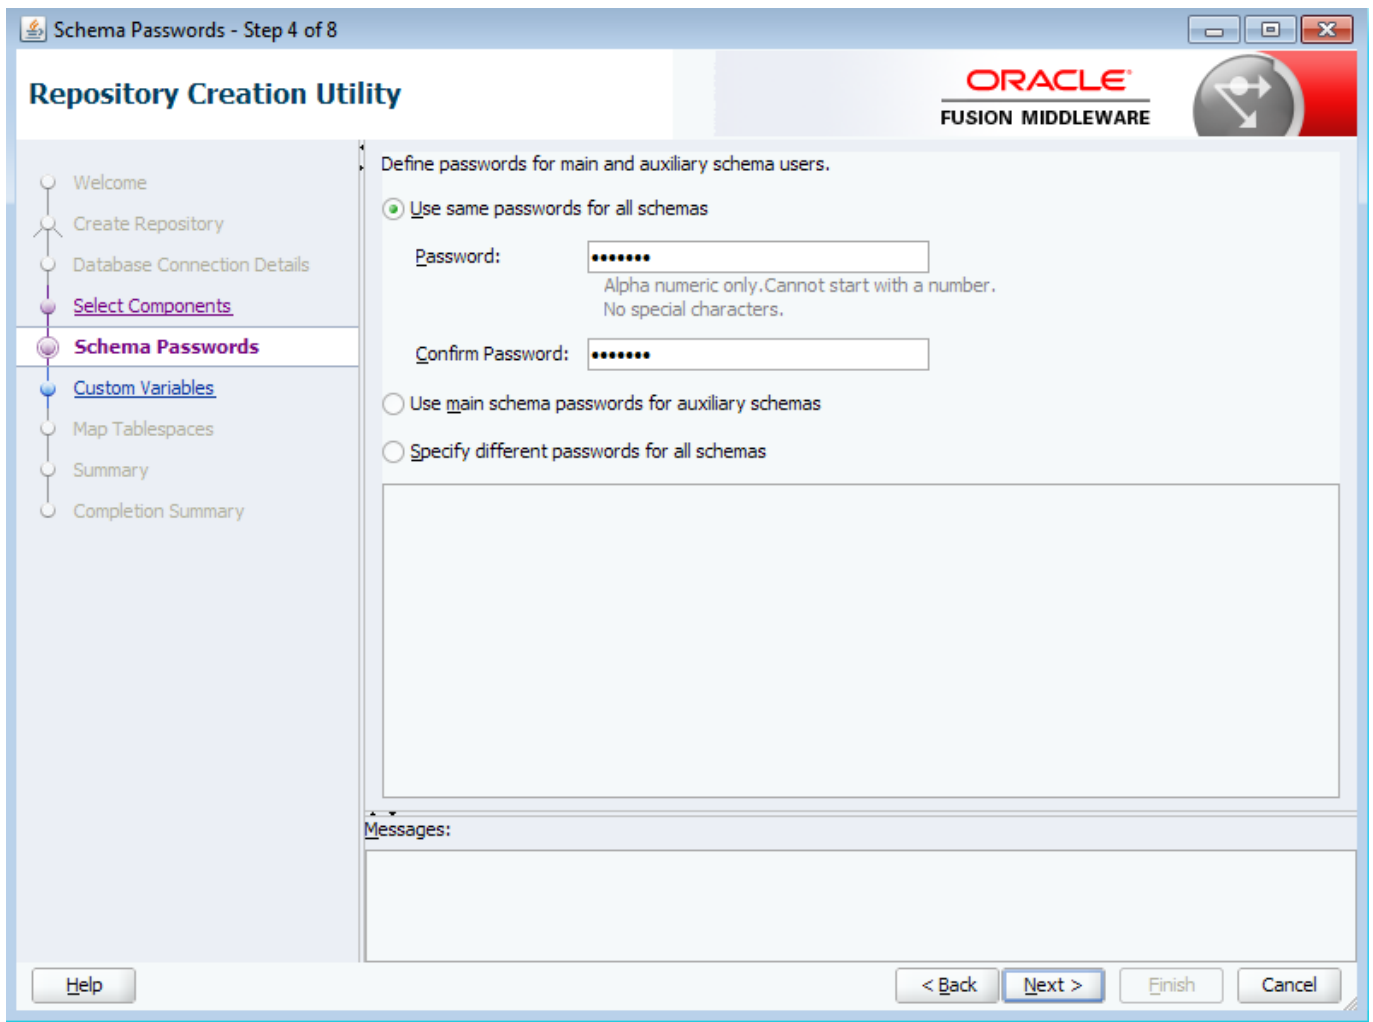 Schema Passwords - Step 4 of 8
Repository Creation Utility
ORACLE
FUSION MIDDLEWARE
Welcome
Create Repository
Database Connection Details
Select Components
Schema Passwords
Custom Variables
Map Tablespaces
Summary
Completion Summary
Define passwords for main and auxiliary schema users.
Use same passwords for all schemas
Password: •••••••
Alpha numeric only.Cannot start with a number.
No special characters.
Confirm Password: •••••••
Use main schema passwords for auxiliary schemas
Specify different passwords for all schemas
Messages:
Help
< Back
Next >
Finish
Cancel